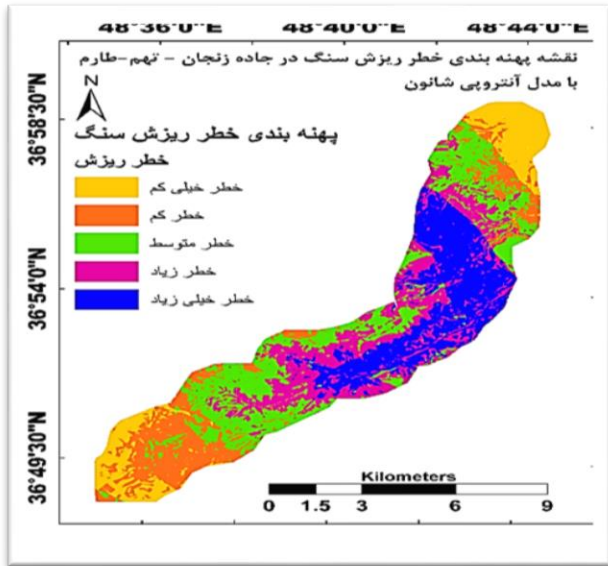 48°36'0"E 48°40'0"E 48°44'0"E
نقشه پهنه بندی خطر ریزش سنگ در جاده زنجان - تهم-طارم
با مدل آنتروپی شانون
N
پهنه بندی خطر ریزش سنگ
خطر ریزش
خطر خیلی کم
خطر کم
خطر متوسط
خطر زیاد
خطر خیلی زیاد
36°58'30"N
36°54'0"N
36°49'30"N
Kilometers
0 1.5 3 6 9